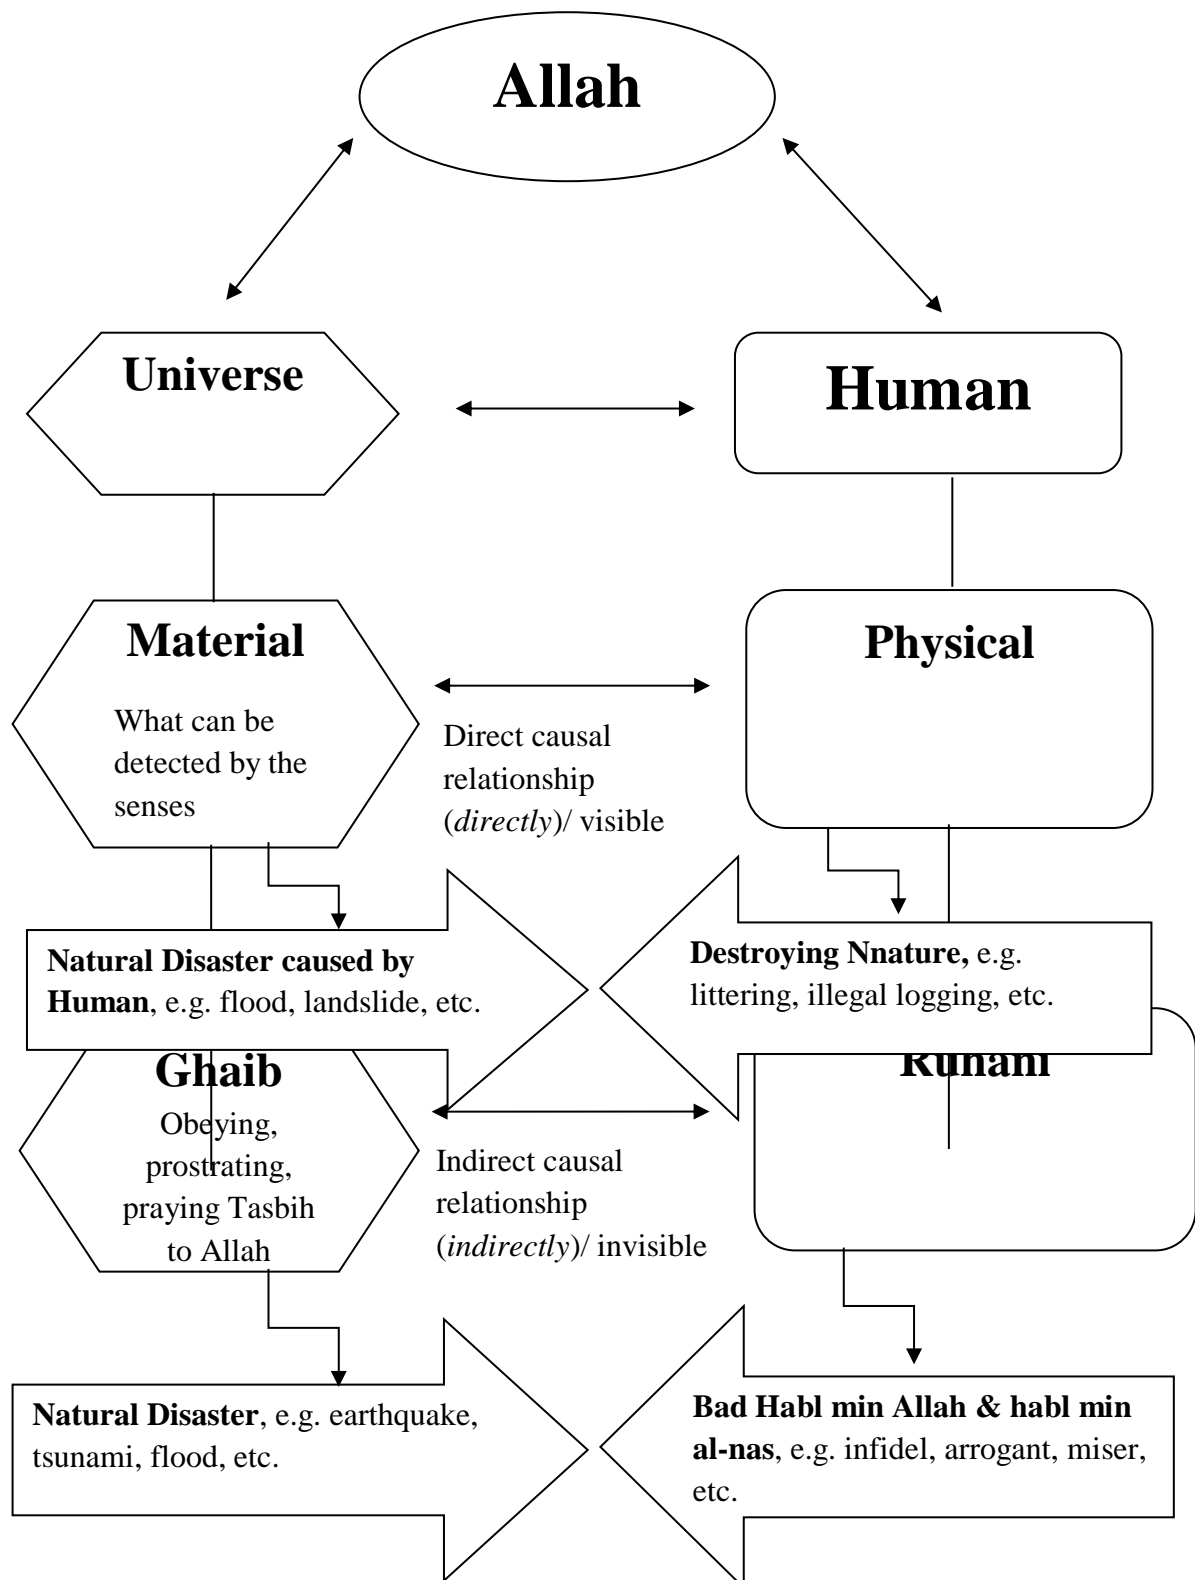 Allah
Universe
Human
Material
What can be
detected by the
senses
Direct causal
relationship
(directly)/ visible
Physical
Natural Disaster caused by
Human, e.g. flood, landslide, etc.
Destroying Nnature, e.g.
littering, illegal logging, etc.
Ghaib
Obeying,
prostrating,
praying Tasbih
to Allah
Indirect causal
relationship
(indirectly)/ invisible
Ruhani
Natural Disaster, e.g. earthquake,
tsunami, flood, etc.
Bad Habl min Allah & habl min
al-nas, e.g. infidel, arrogant, miser,
etc.